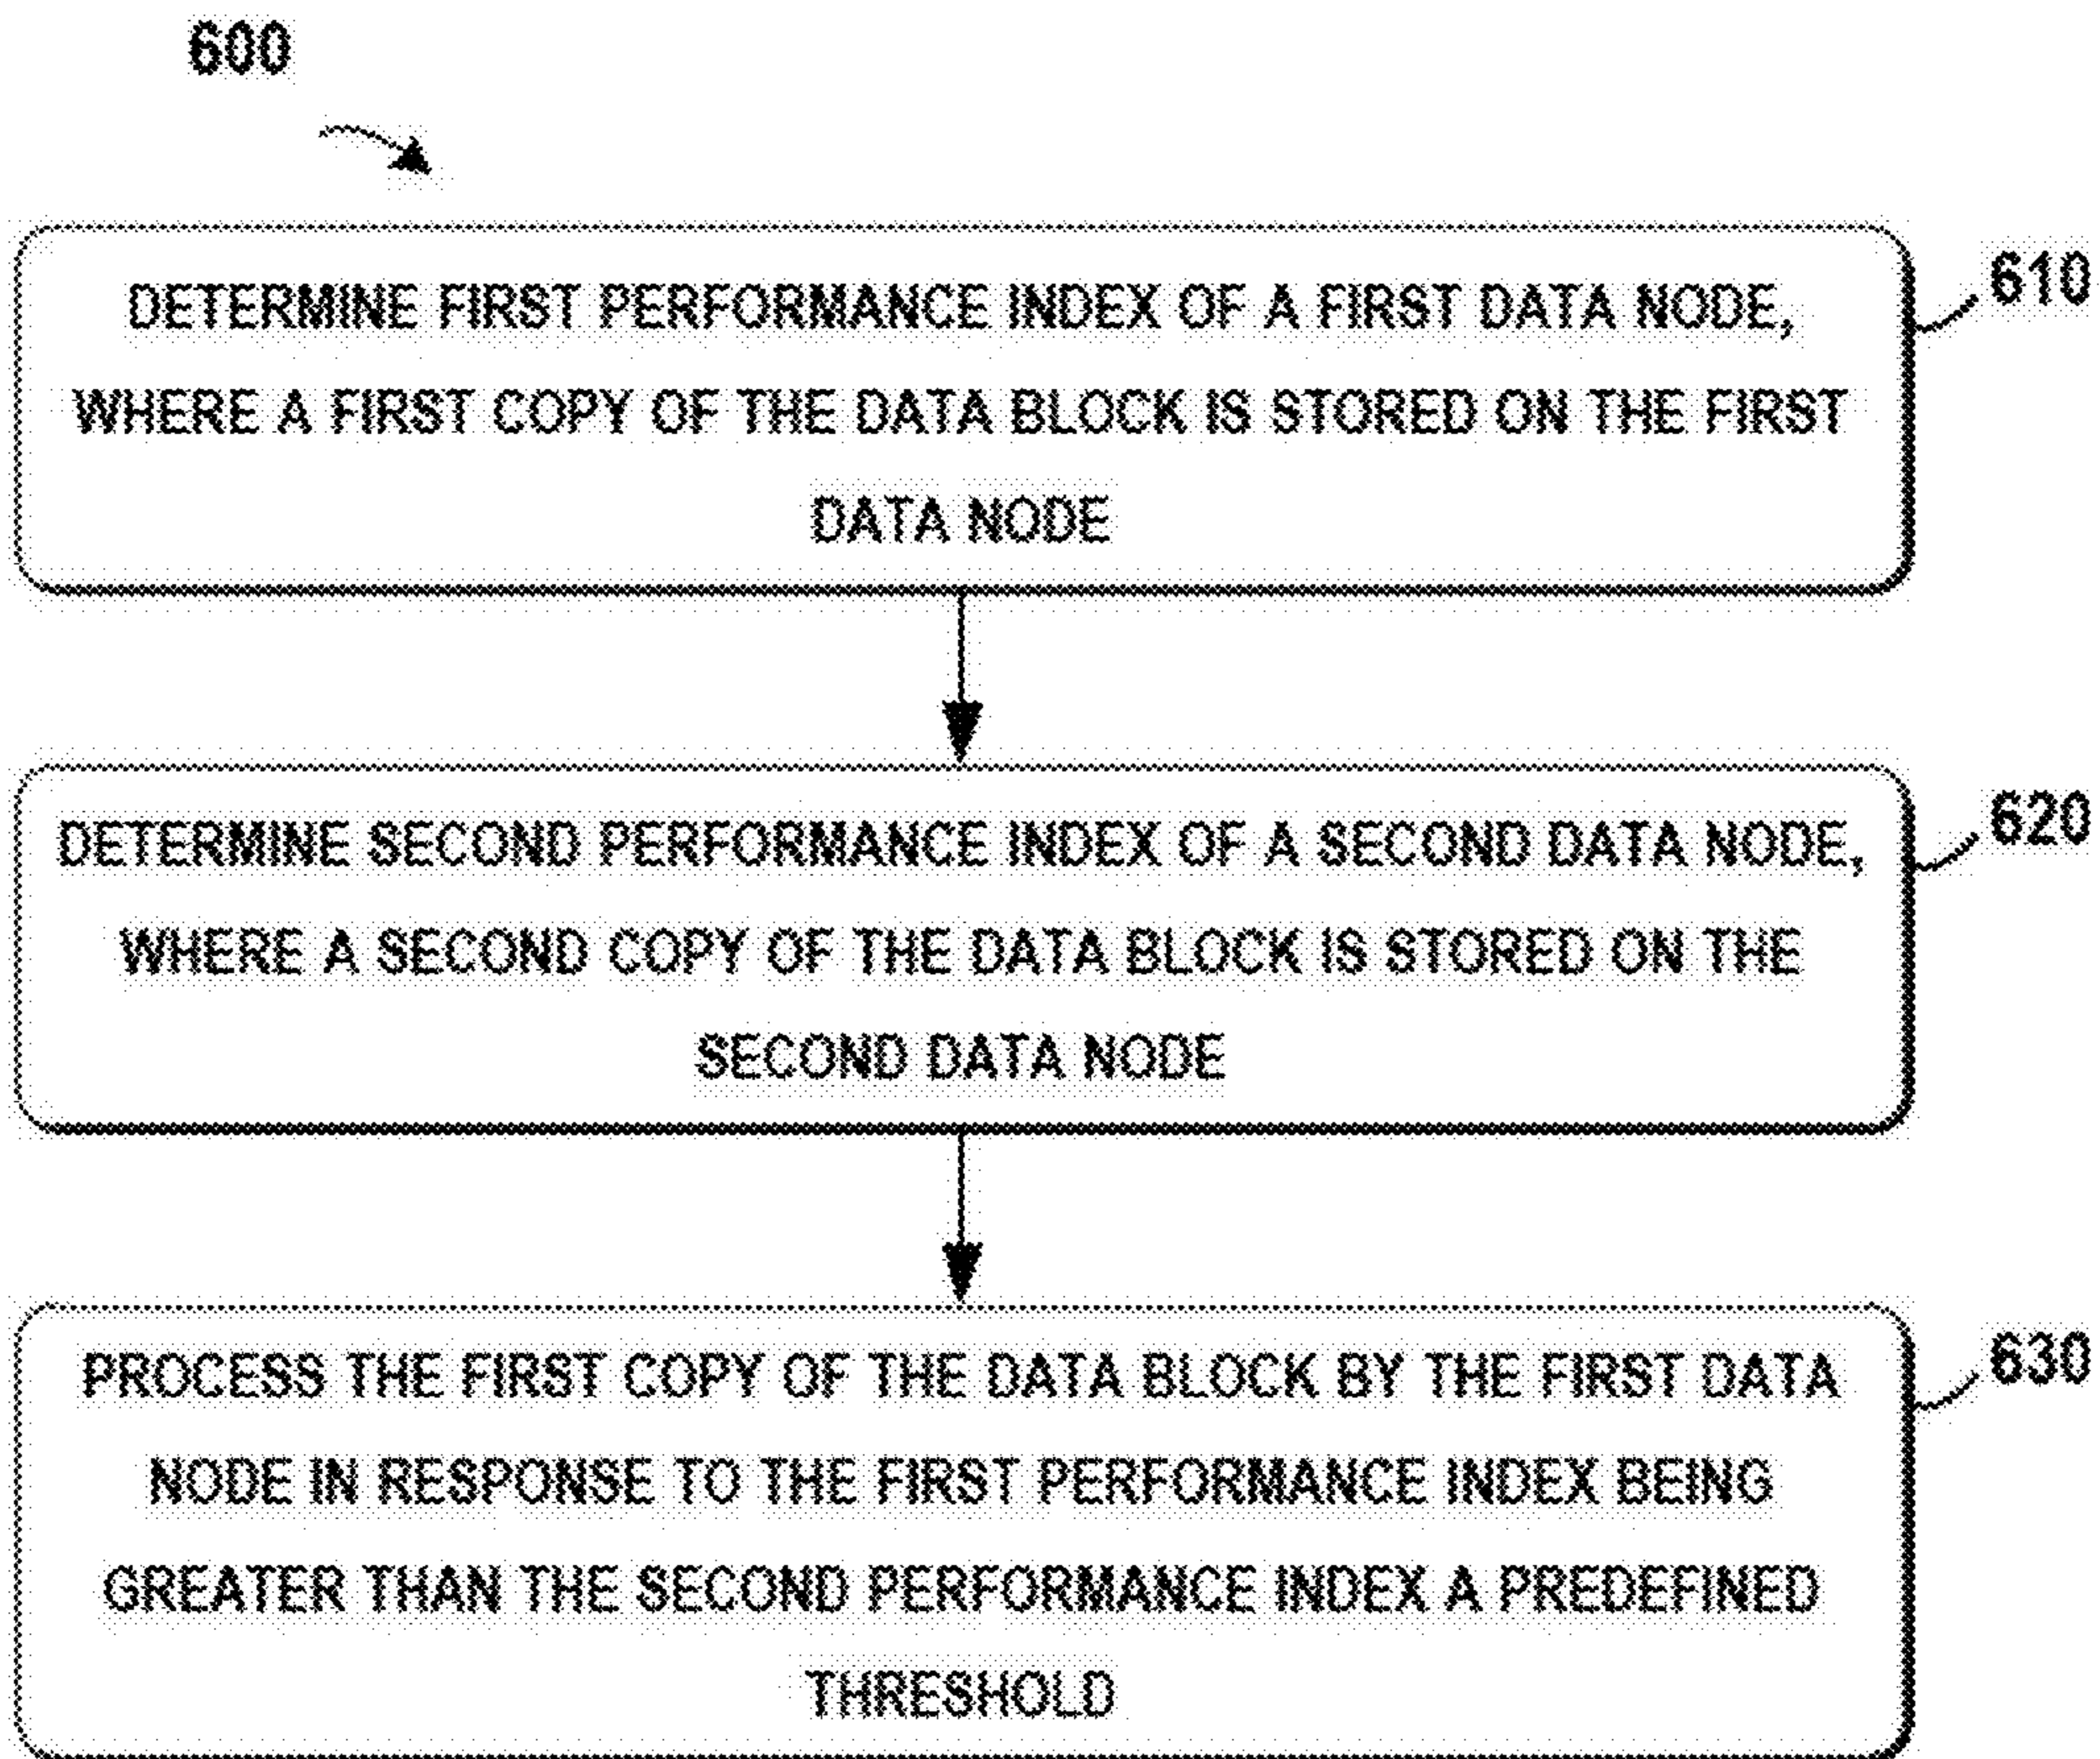 600
DETERMINE FIRST PERFORMANCE INDEX OF A FIRST DATA NODE,
WHERE A FIRST COPY OF THE DATA BLOCK IS STORED ON THE FIRST
DATA NODE
610
DETERMINE SECOND PERFORMANCE INDEX OF A SECOND DATA NODE,
WHERE A SECOND COPY OF THE DATA BLOCK IS STORED ON THE
SECOND DATA NODE
620
PROCESS THE FIRST COPY OF THE DATA BLOCK BY THE FIRST DATA
NODE IN RESPONSE TO THE FIRST PERFORMANCE INDEX BEING
GREATER THAN THE SECOND PERFORMANCE INDEX A PREDEFINED
THRESHOLD
630